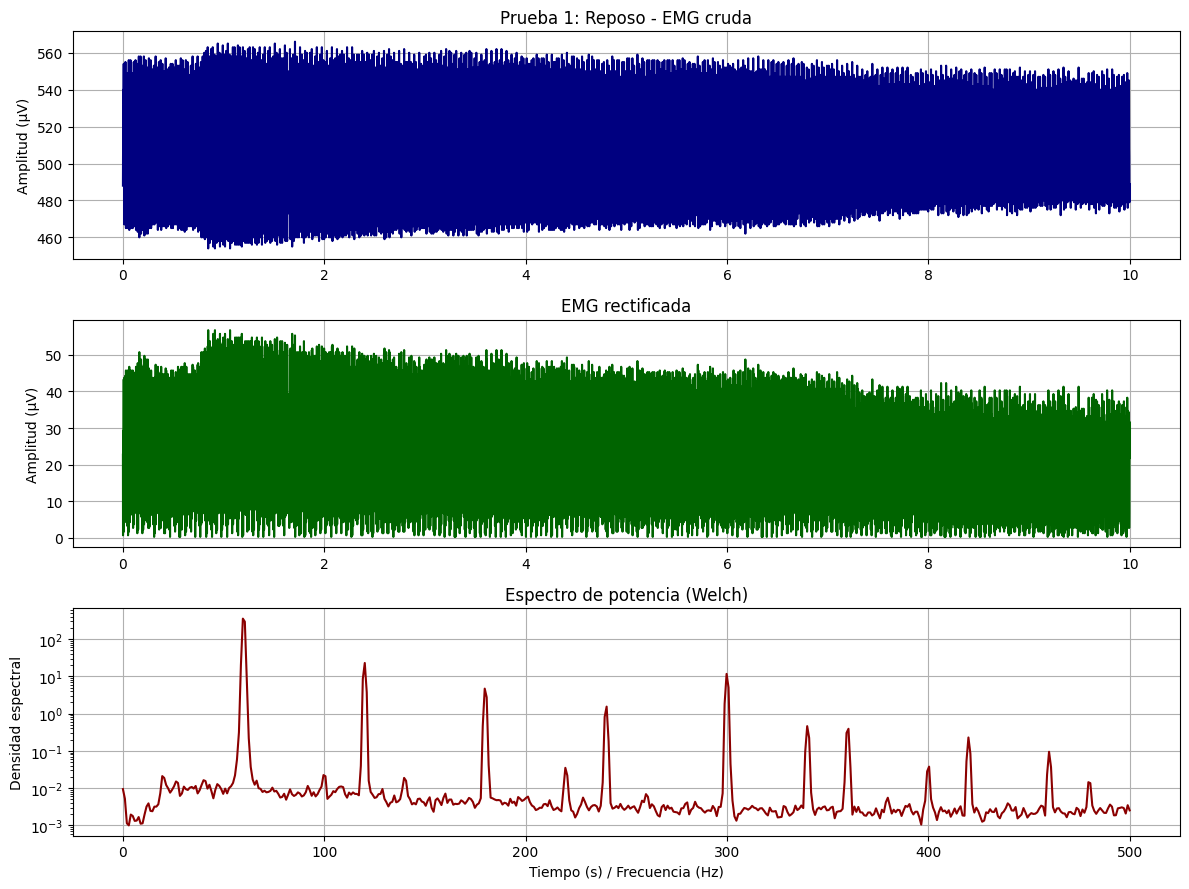 Prueba 1: Reposo - EMG cruda
Amplitud (µV)
560
540
520
500
480
460
0 2 4 6 8 10
EMG rectificada
Amplitud (µV)
50
40
30
20
10
0
0 2 4 6 8 10
Espectro de potencia (Welch)
Densidad espectral
10²
10¹
10⁰
10⁻¹
10⁻²
10⁻³
0 100 200 300 400 500
Tiempo (s) / Frecuencia (Hz)